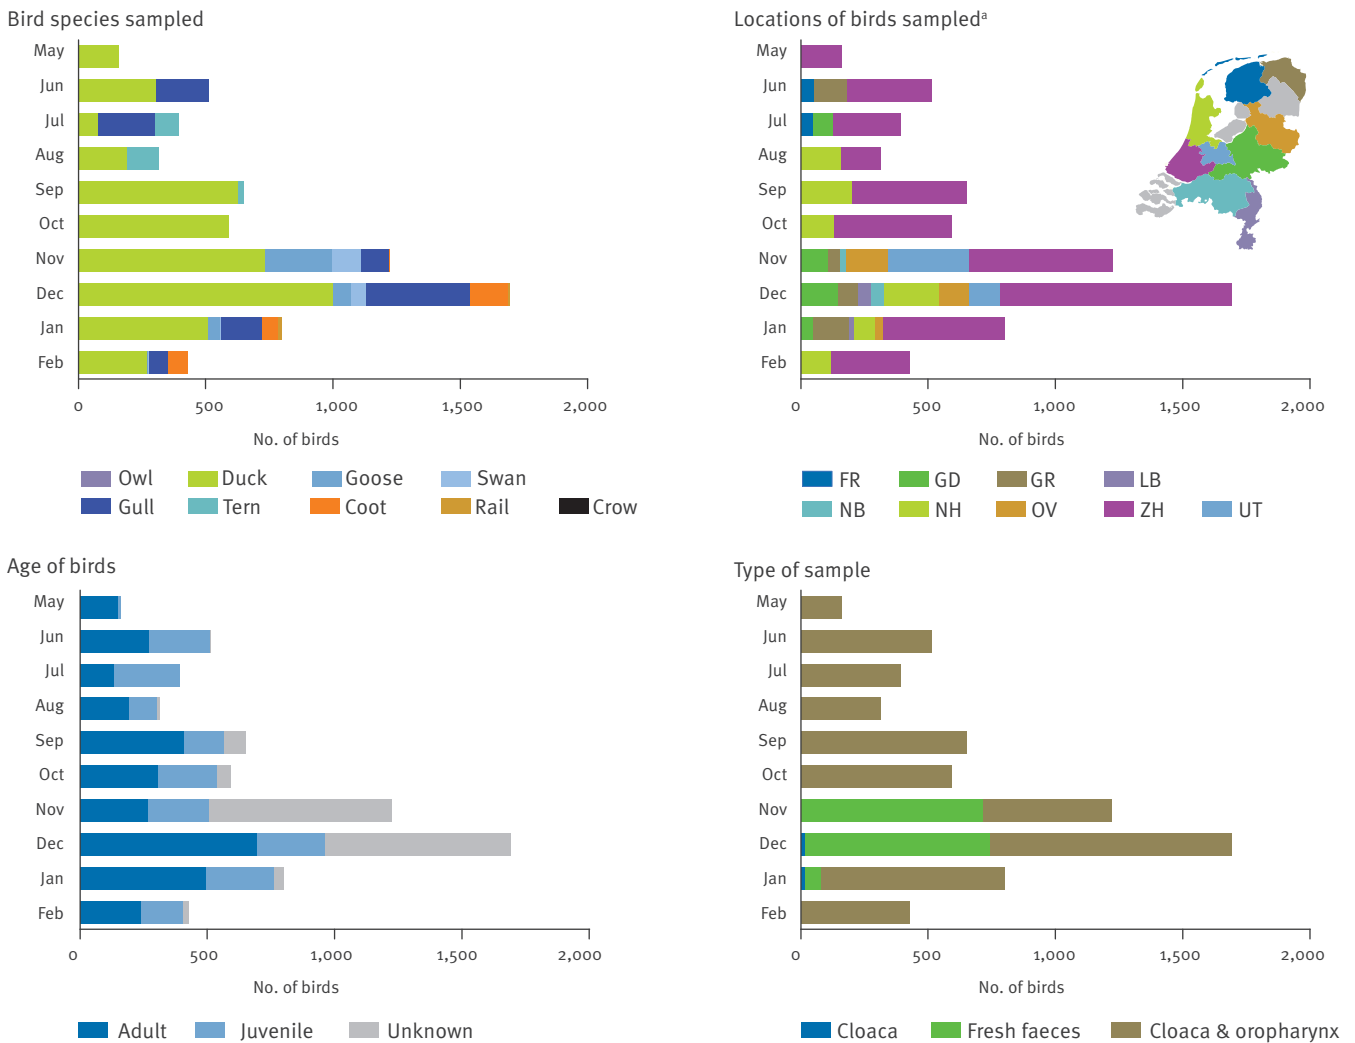 Bird species sampled
May
Jun
Jul
Aug
Sep
Oct
Nov
Dec
Jan
Feb
0 500 1,000 1,500 2,000
No. of birds
Owl Duck Goose Swan
Gull Tern Coot Rail Crow
Locations of birds sampledᵃ
May
Jun
Jul
Aug
Sep
Oct
Nov
Dec
Jan
Feb
0 500 1,000 1,500 2,000
No. of birds
FR GD GR LB
NB NH OV ZH UT
Age of birds
May
Jun
Jul
Aug
Sep
Oct
Nov
Dec
Jan
Feb
0 500 1,000 1,500 2,000
No. of birds
Adult Juvenile Unknown
Type of sample
May
Jun
Jul
Aug
Sep
Oct
Nov
Dec
Jan
Feb
0 500 1,000 1,500 2,000
No. of birds
Cloaca Fresh faeces Cloaca & oropharynx